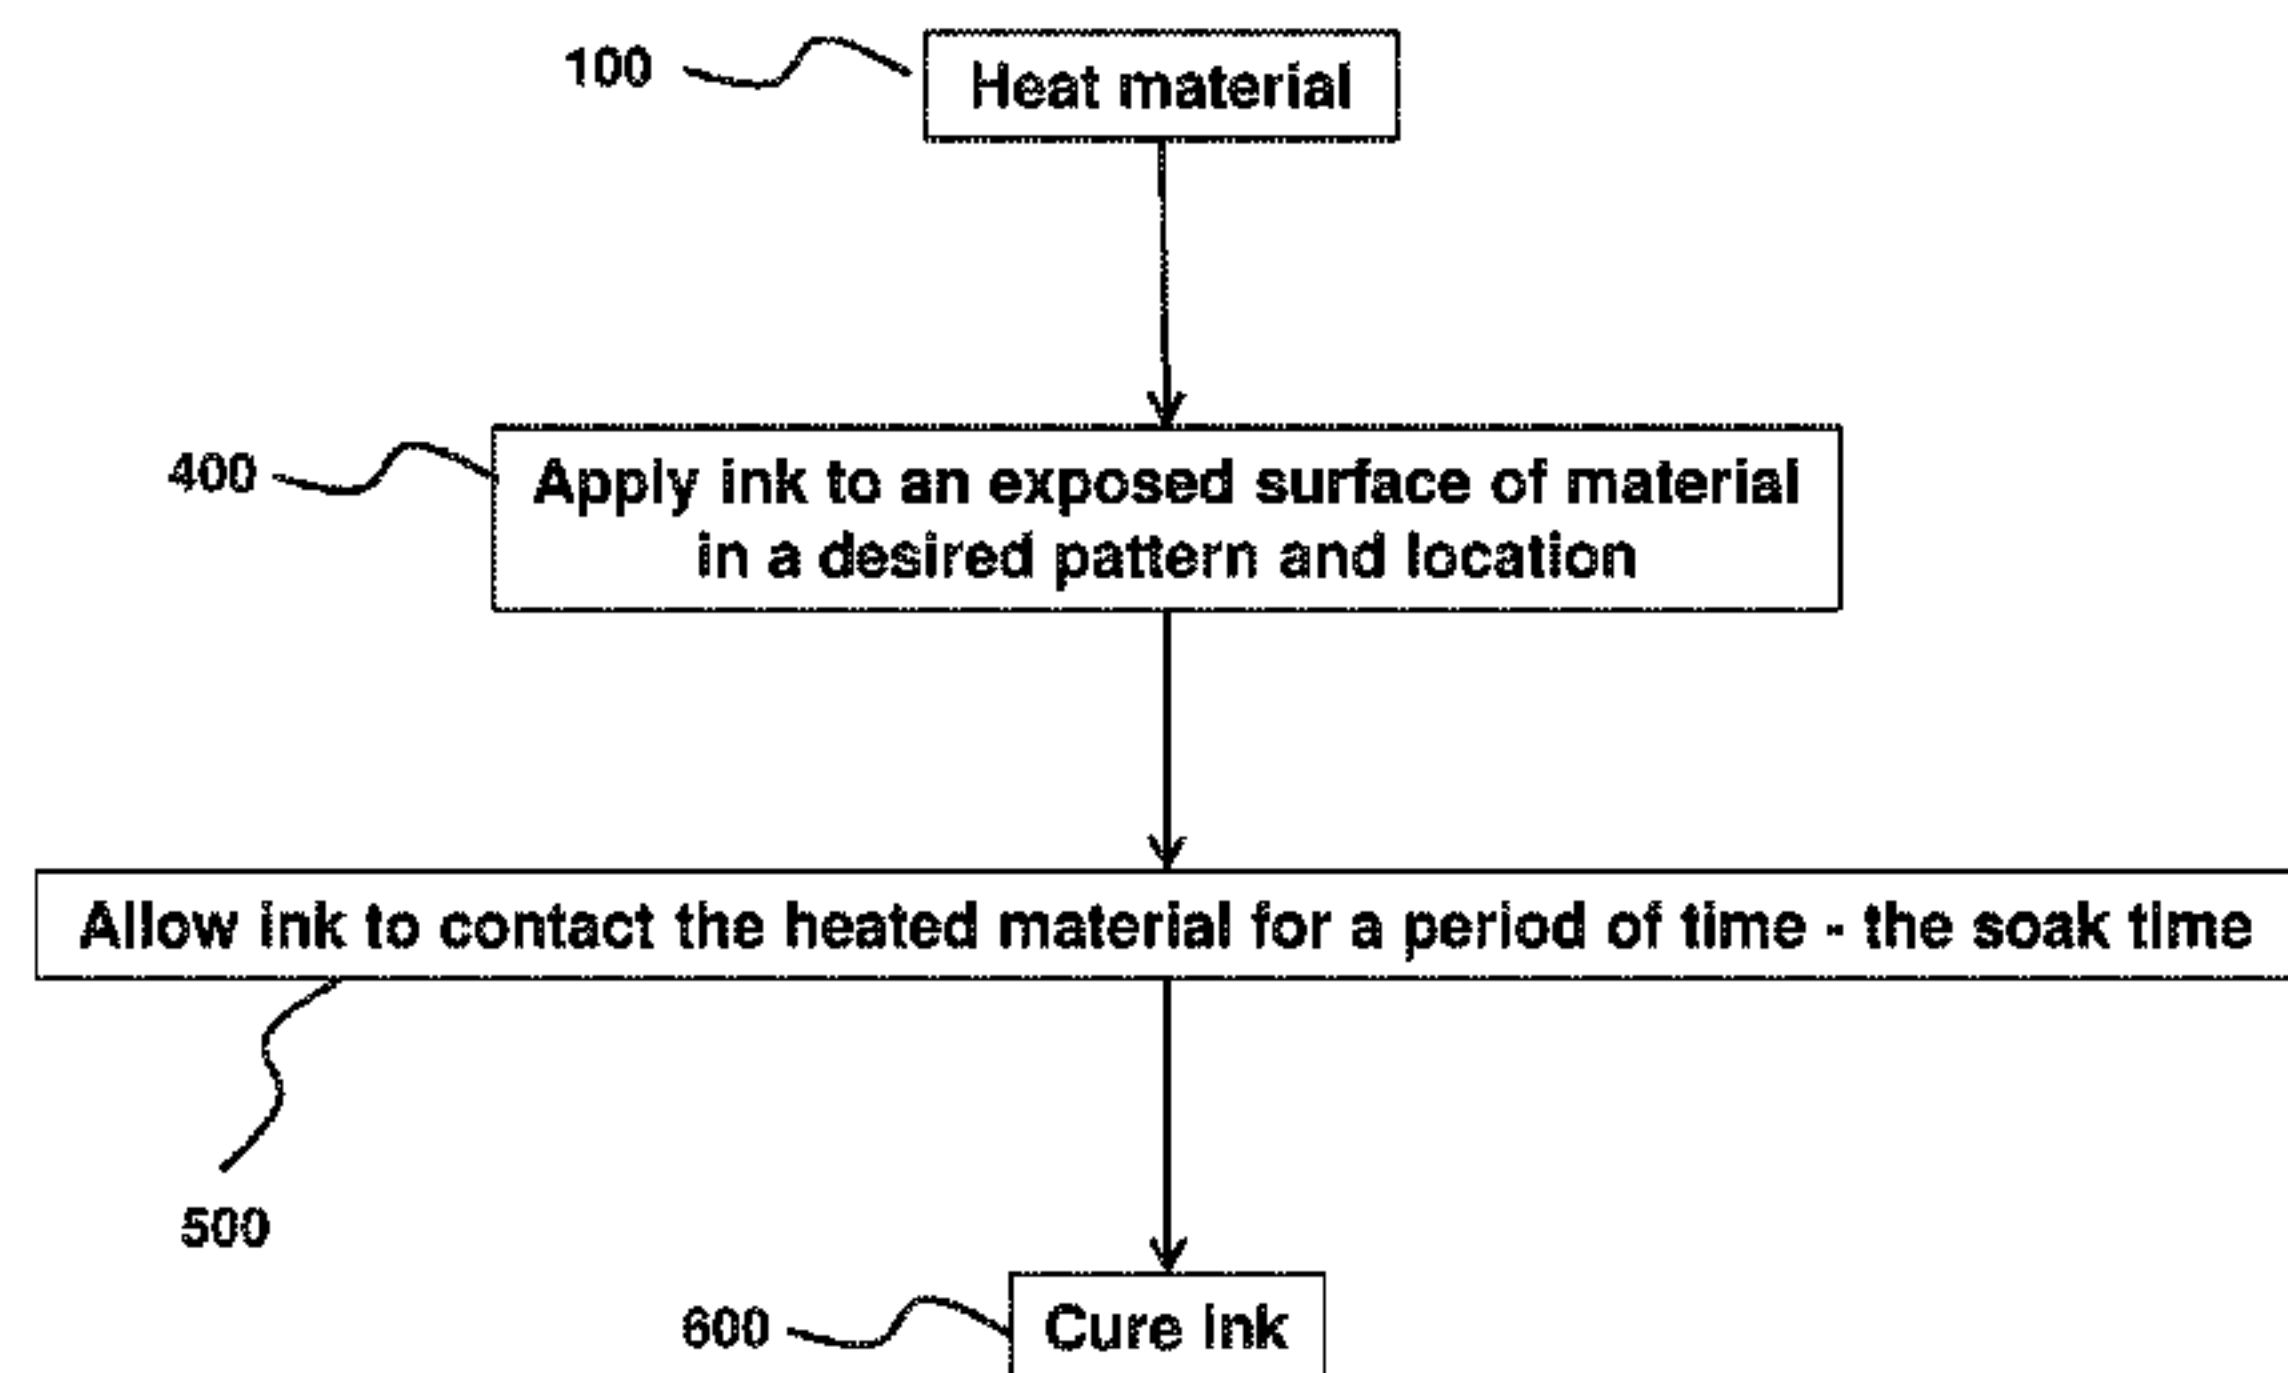 100
Heat material
400
Apply ink to an exposed surface of material
in a desired pattern and location
Allow ink to contact the heated material for a period of time - the soak time
500
600
Cure ink